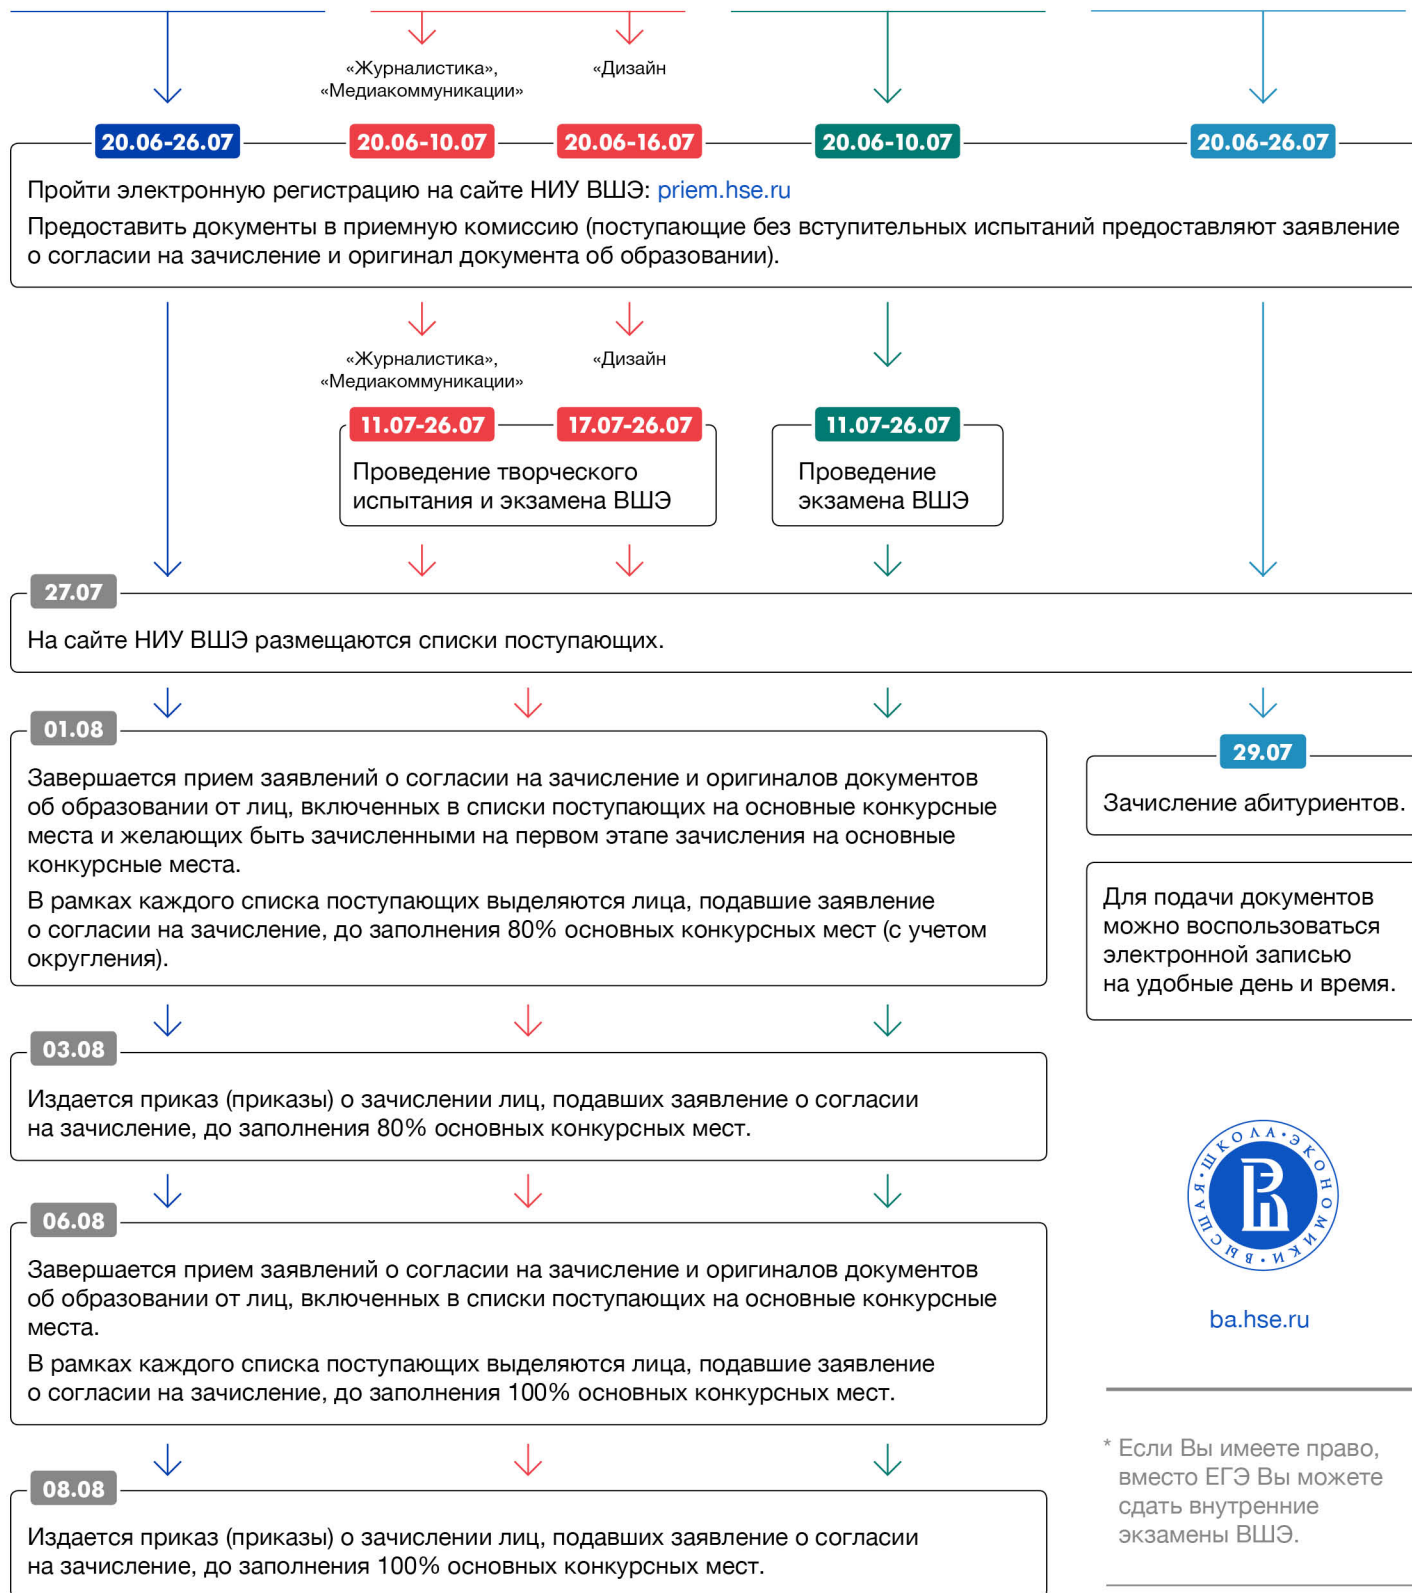 «Журналистика»,
«Медиакоммуникации»
«Дизайн
20.06-26.07
20.06-10.07
20.06-16.07
20.06-10.07
20.06-26.07
Пройти электронную регистрацию на сайте НИУ ВШЭ: priem.hse.ru
Предоставить документы в приемную комиссию (поступающие без вступительных испытаний предоставляют заявление
о согласии на зачисление и оригинал документа об образовании).
«Журналистика»,
«Медиакоммуникации»
«Дизайн
11.07-26.07
17.07-26.07
11.07-26.07
Проведение творческого
испытания и экзамена ВШЭ
Проведение
экзамена ВШЭ
27.07
На сайте НИУ ВШЭ размещаются списки поступающих.
01.08
Завершается прием заявлений о согласии на зачисление и оригиналов документов
об образовании от лиц, включенных в списки поступающих на основные конкурсные
места и желающих быть зачисленными на первом этапе зачисления на основные
конкурсные места.
В рамках каждого списка поступающих выделяются лица, подавшие заявление
о согласии на зачисление, до заполнения 80% основных конкурсных мест (с учетом
округления).
29.07
Зачисление абитуриентов.
Для подачи документов
можно воспользоваться
электронной записью
на удобные день и время.
03.08
Издается приказ (приказы) о зачислении лиц, подавших заявление о согласии
на зачисление, до заполнения 80% основных конкурсных мест.
06.08
Завершается прием заявлений о согласии на зачисление и оригиналов документов
об образовании от лиц, включенных в списки поступающих на основные конкурсные
места.
В рамках каждого списка поступающих выделяются лица, подавшие заявление
о согласии на зачисление, до заполнения 100% основных конкурсных мест.
08.08
Издается приказ (приказы) о зачислении лиц, подавших заявление о согласии
на зачисление, до заполнения 100% основных конкурсных мест.
ВЫСШАЯ•ШКОЛА•ЭКОНОМИКИ•
ba.hse.ru
* Если Вы имеете право,
вместо ЕГЭ Вы можете
сдать внутренние
экзамены ВШЭ.